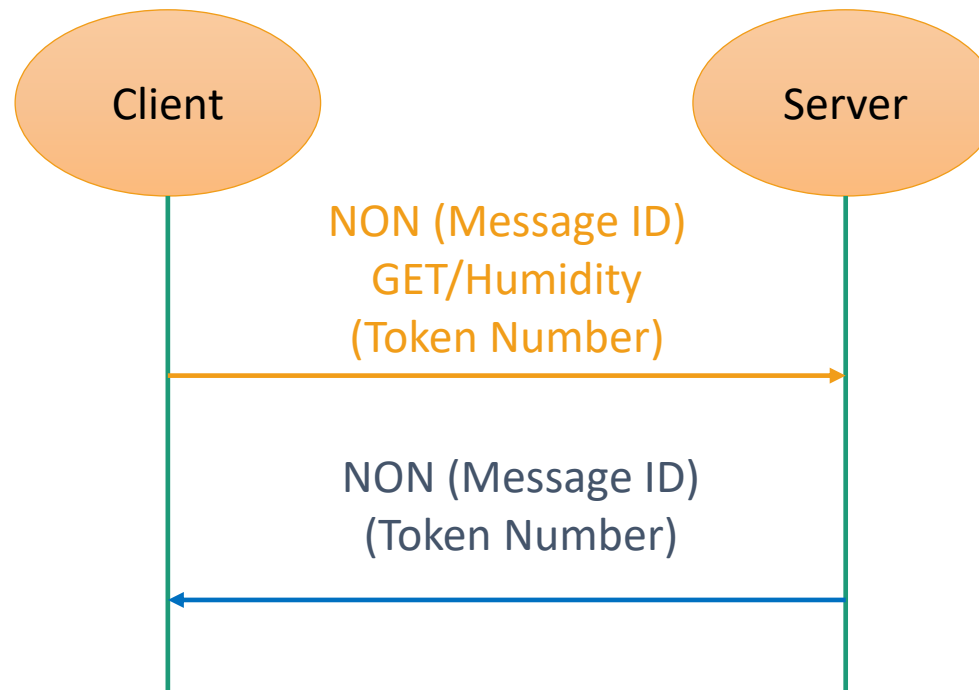 Client
Server
NON (Message ID)
GET/Humidity
(Token Number)
NON (Message ID)
(Token Number)